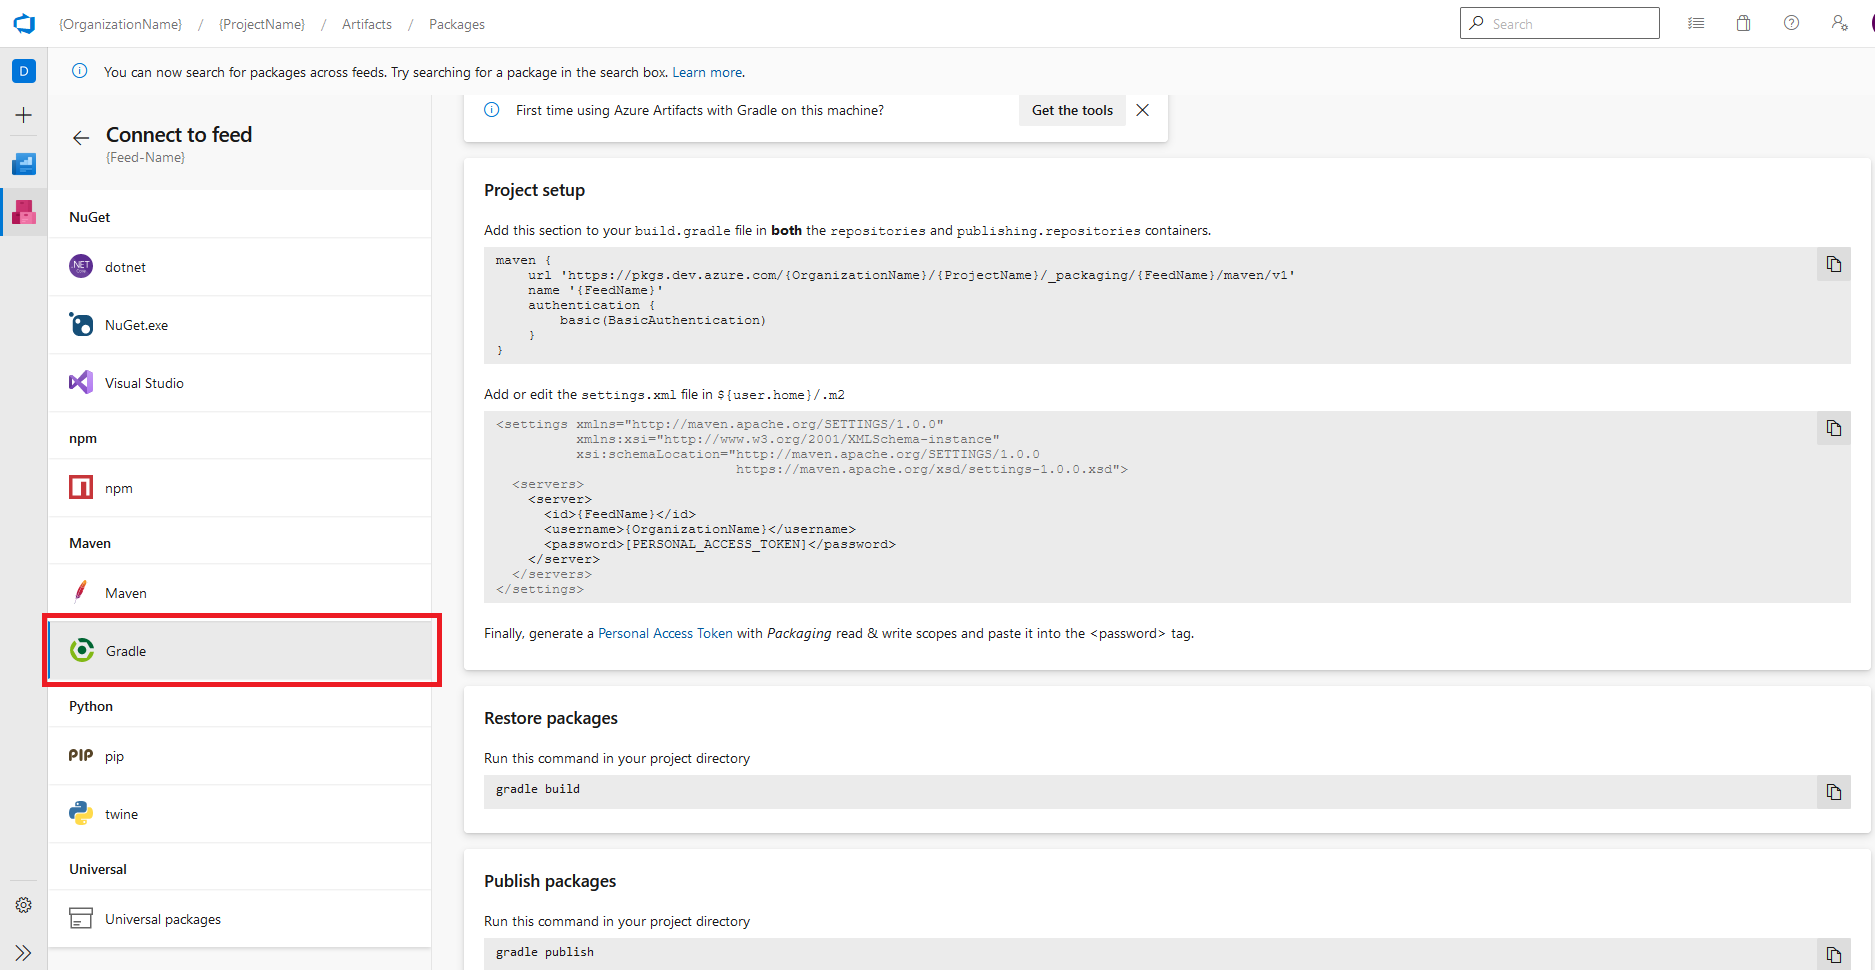 {OrganizationName} / {ProjectName} / Artifacts / Packages
Search
D
You can now search for packages across feeds. Try searching for a package in the search box. Learn more.
Connect to feed
{Feed-Name}
NuGet
.NET Core
dotnet
NuGet.exe
Visual Studio
npm
npm
Maven
Maven
Gradle
Python
PIP pip
twine
Universal
Universal packages
First time using Azure Artifacts with Gradle on this machine?
Get the tools
Project setup
Add this section to your build.gradle file in both the repositories and publishing.repositories containers.
maven {
    url 'https://pkgs.dev.azure.com/{OrganizationName}/{ProjectName}/_packaging/{FeedName}/maven/v1'
    name '{FeedName}'
    authentication {
        basic(BasicAuthentication)
    }
}
Add or edit the settings.xml file in ${user.home}/.m2
<settings xmlns="http://maven.apache.org/SETTINGS/1.0.0"
          xmlns:xsi="http://www.w3.org/2001/XMLSchema-instance"
          xsi:schemaLocation="http://maven.apache.org/SETTINGS/1.0.0
                              https://maven.apache.org/xsd/settings-1.0.0.xsd">
  <servers>
    <server>
      <id>{FeedName}</id>
      <username>{OrganizationName}</username>
      <password>[PERSONAL_ACCESS_TOKEN]</password>
    </server>
  </servers>
</settings>
Finally, generate a Personal Access Token with Packaging read & write scopes and paste it into the <password> tag.
Restore packages
Run this command in your project directory
gradle build
Publish packages
Run this command in your project directory
gradle publish